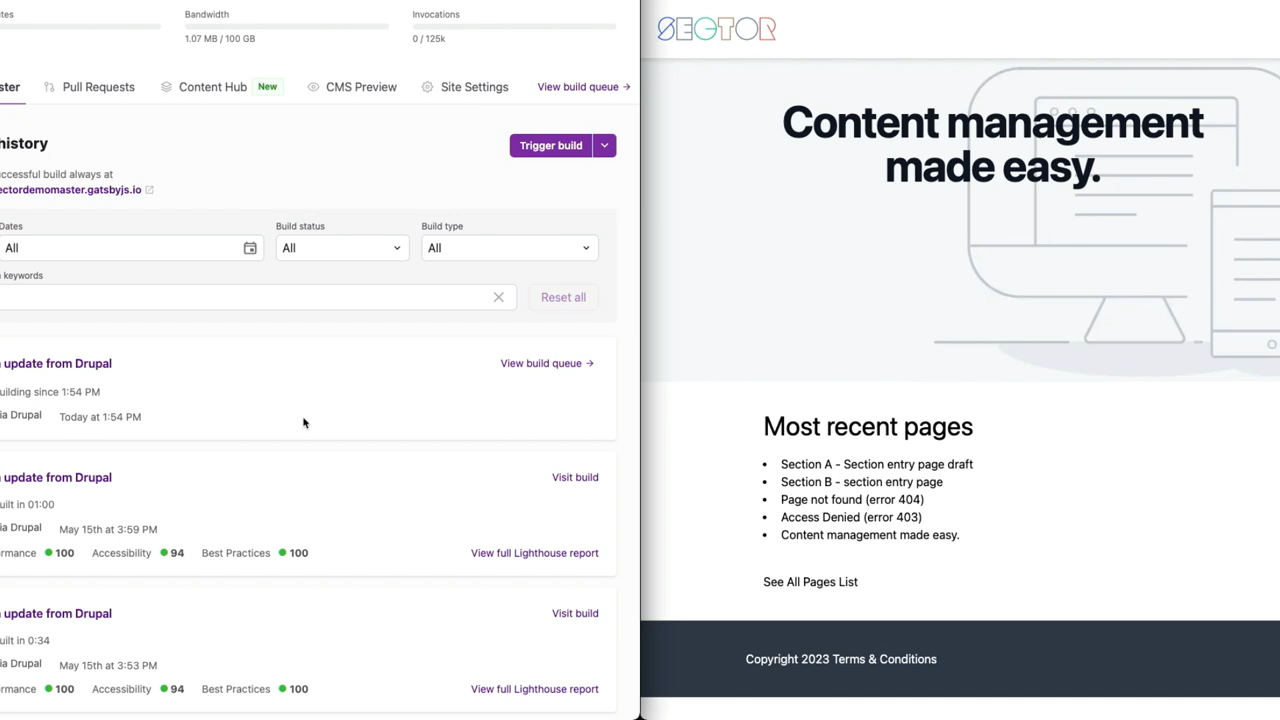 tes
Bandwidth
Invocations
1.07 MB / 100 GB
0 / 125k
ster
Pull Requests
Content Hub
New
CMS Preview
Site Settings
View build queue →
history
Trigger build
uccessful build always at
ectordemomaster.gatsbyjs.io
Dates
Build status
Build type
All
All
All
keywords
Reset all
update from Drupal
View build queue →
uilding since 1:54 PM
ia Drupal
Today at 1:54 PM
update from Drupal
Visit build
uilt in 01:00
ia Drupal
May 15th at 3:59 PM
ormance
100
Accessibility
94
Best Practices
100
View full Lighthouse report
update from Drupal
Visit build
uilt in 0:34
ia Drupal
May 15th at 3:53 PM
ormance
100
Accessibility
94
Best Practices
100
View full Lighthouse report
SECTOR
Content management
made easy.
Most recent pages
• Section A - Section entry page draft
• Section B - section entry page
• Page not found (error 404)
• Access Denied (error 403)
• Content management made easy.
See All Pages List
Copyright 2023 Terms & Conditions